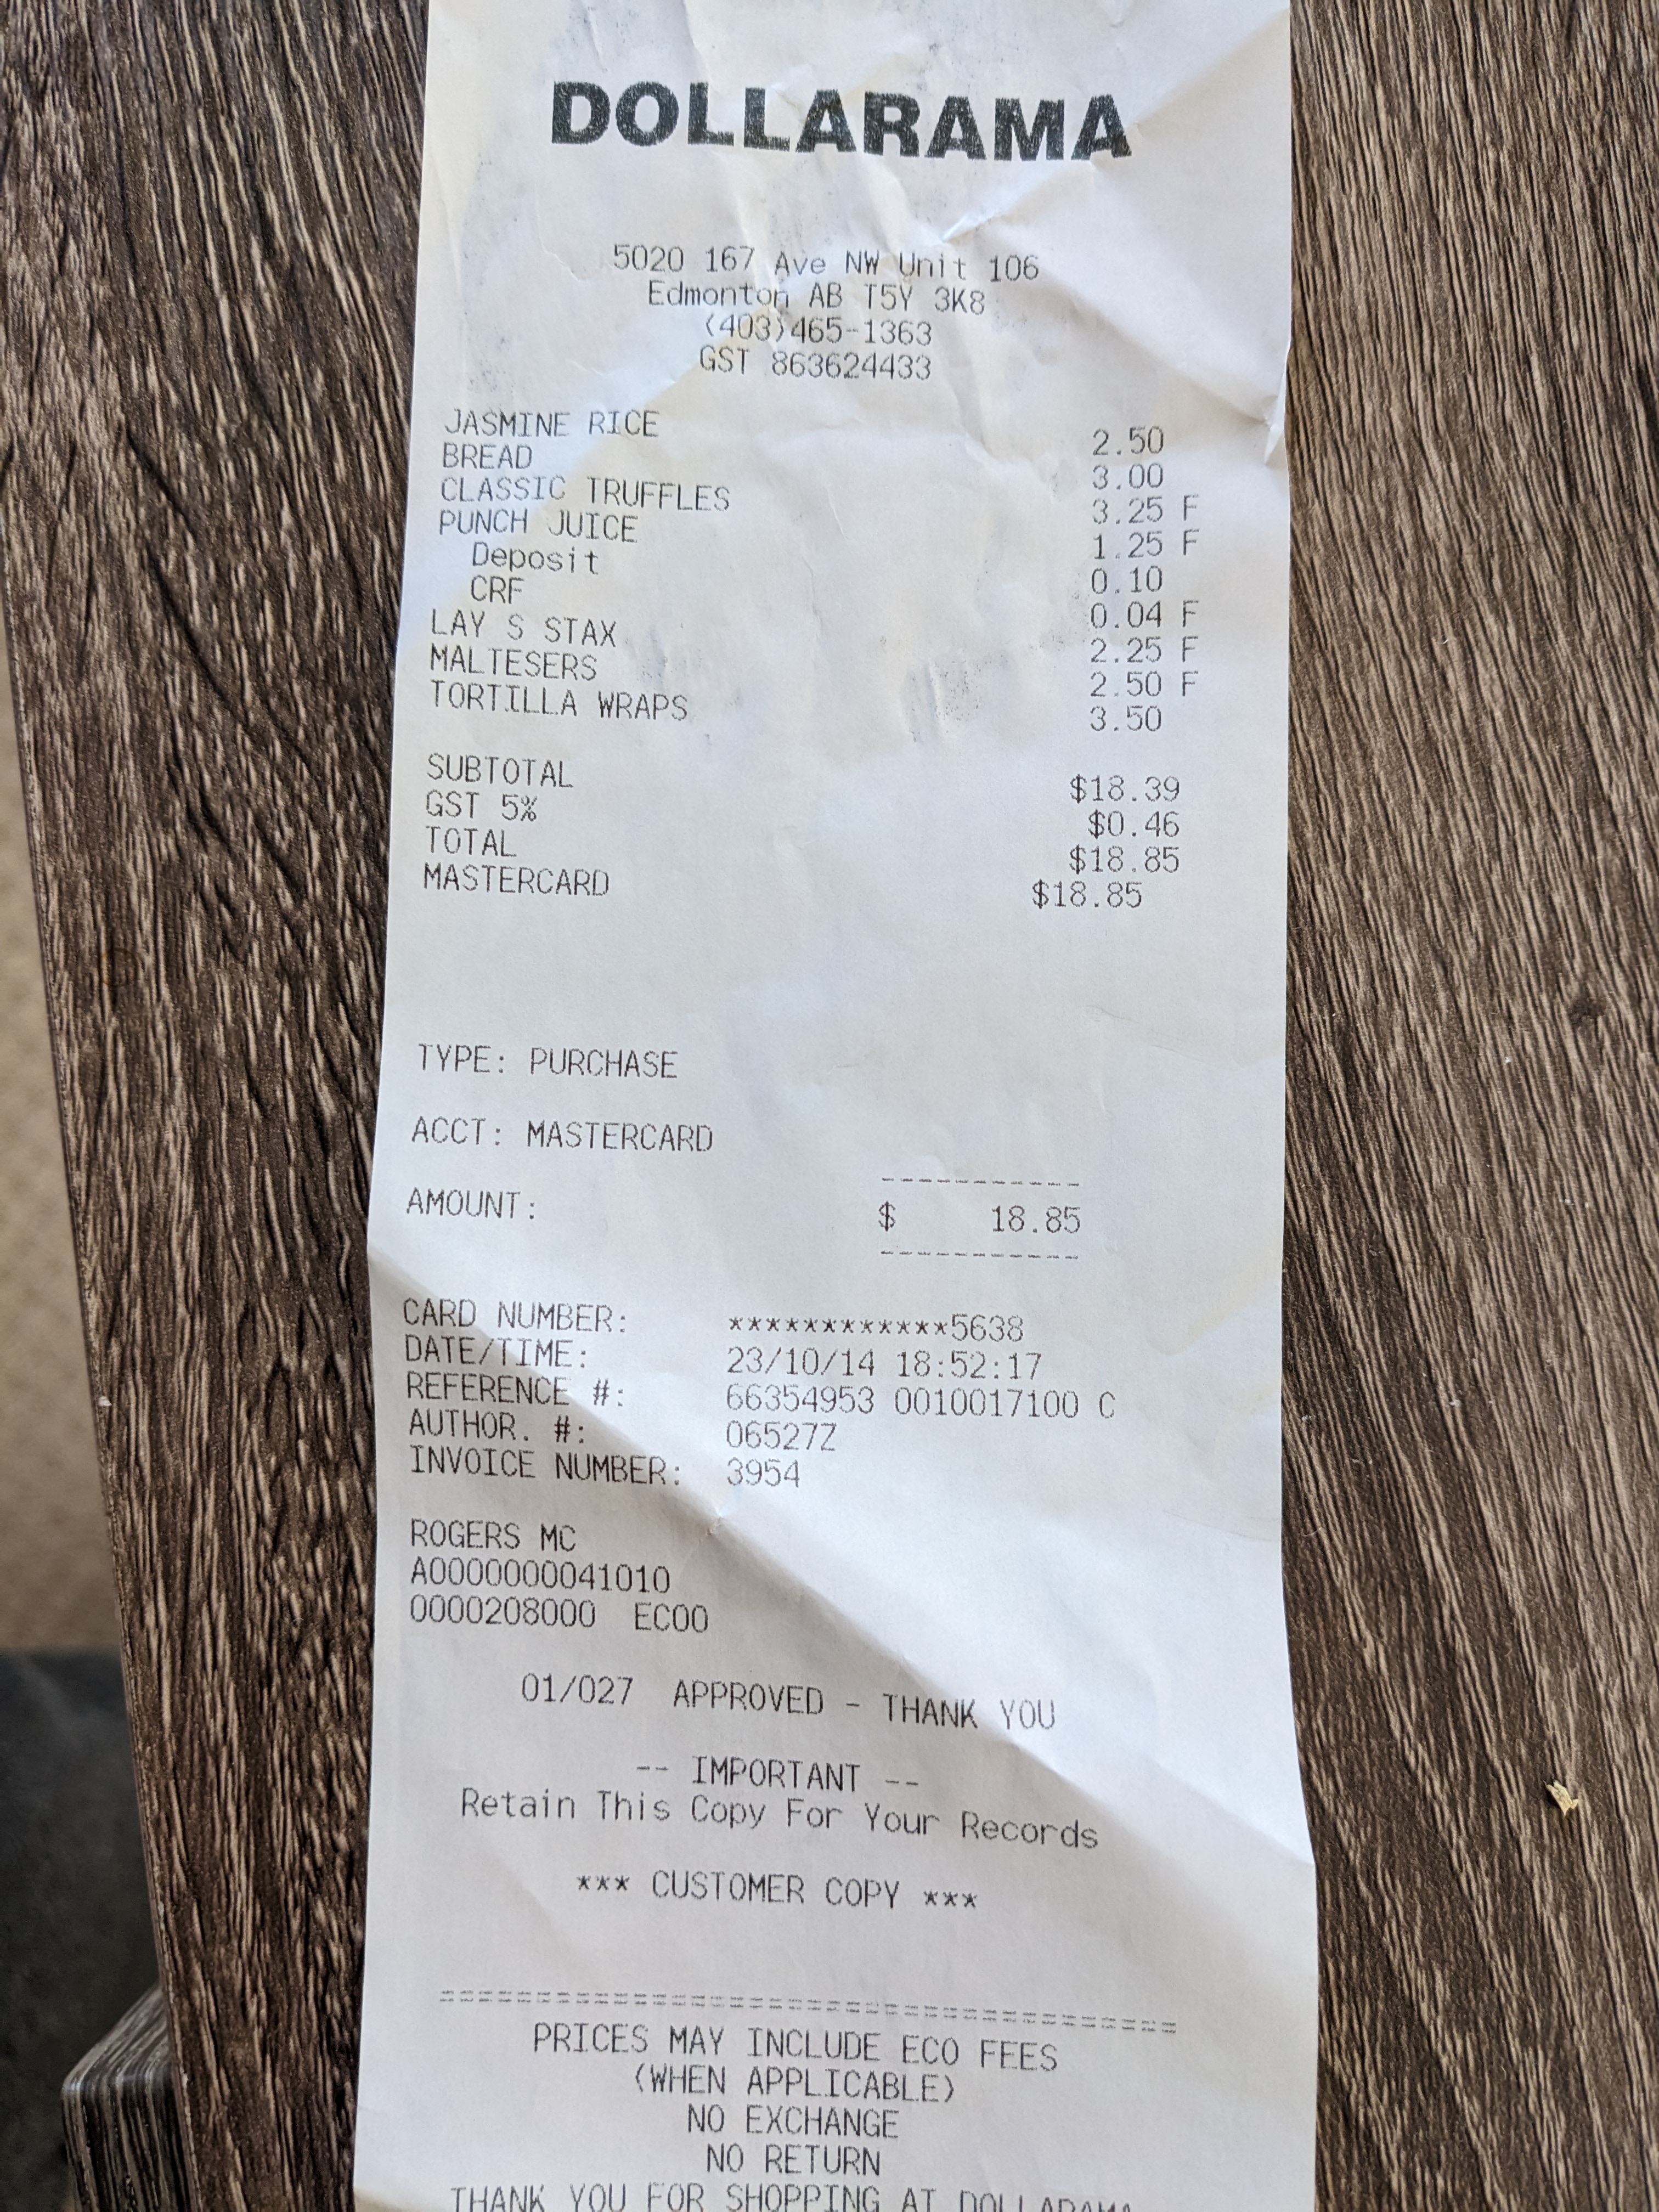 DOLLARAMA
5020 167 Ave NW Unit 106
Edmonton AB T5Y 3K8
(403)465-1363
GST 863624433
JASMINE RICE 2.50
BREAD 3.00
CLASSIC TRUFFLES 3.25 F
PUNCH JUICE 1.25 F
Deposit 0.10
CRF 0.04 F
LAY S STAX 2.25 F
MALTESERS 2.50 F
TORTILLA WRAPS 3.50
SUBTOTAL $18.39
GST 5% $0.46
TOTAL $18.85
MASTERCARD $18.85
TYPE: PURCHASE
ACCT: MASTERCARD
AMOUNT: $ 18.85
CARD NUMBER: ************5638
DATE/TIME: 23/10/14 18:52:17
REFERENCE #: 66354953 0010017100 C
AUTHOR. #: 06527Z
INVOICE NUMBER: 3954
ROGERS MC
A0000000041010
0000208000 EC00
01/027 APPROVED - THANK YOU
-- IMPORTANT --
Retain This Copy For Your Records
*** CUSTOMER COPY ***
PRICES MAY INCLUDE ECO FEES
(WHEN APPLICABLE)
NO EXCHANGE
NO RETURN
THANK YOU FOR SHOPPING AT DOLLARAMA